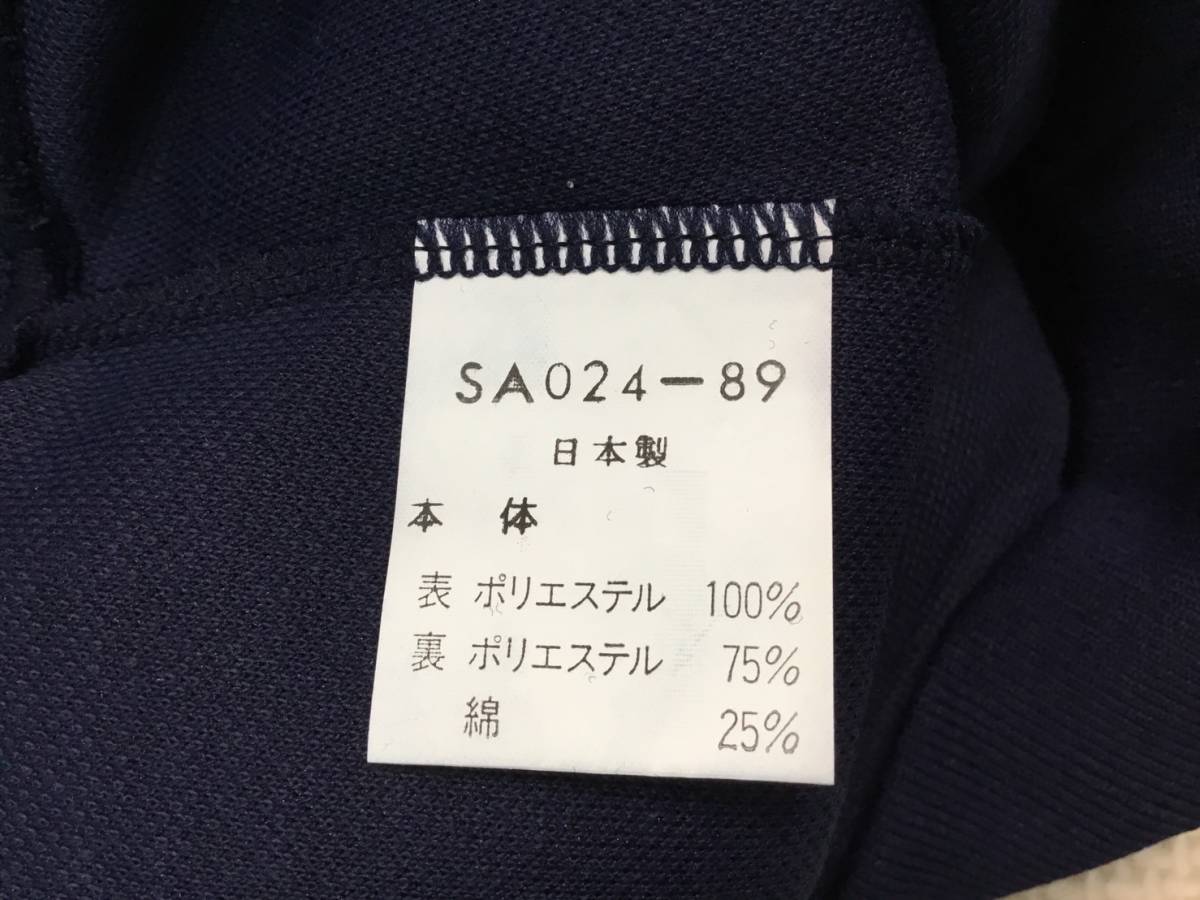 SA024-89
日本製
本 体
表 ポリエステル 100%
裏 ポリエステル 75%
綿 25%